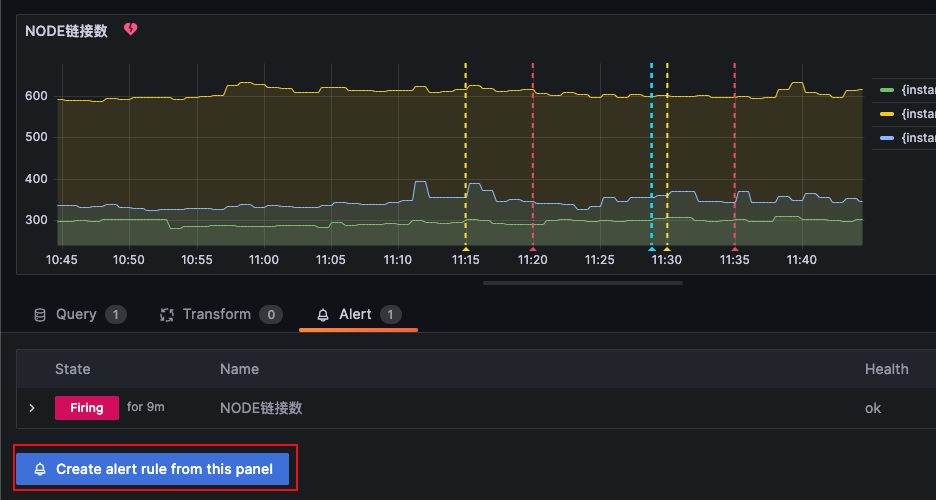 NODE链接数
600
500
400
300
{instan
{instan
{instan
10:45 10:50 10:55 11:00 11:05 11:10 11:15 11:20 11:25 11:30 11:35 11:40
Query 1 Transform 0 Alert 1
State Name Health
Firing for 9m NODE链接数 ok
Create alert rule from this panel